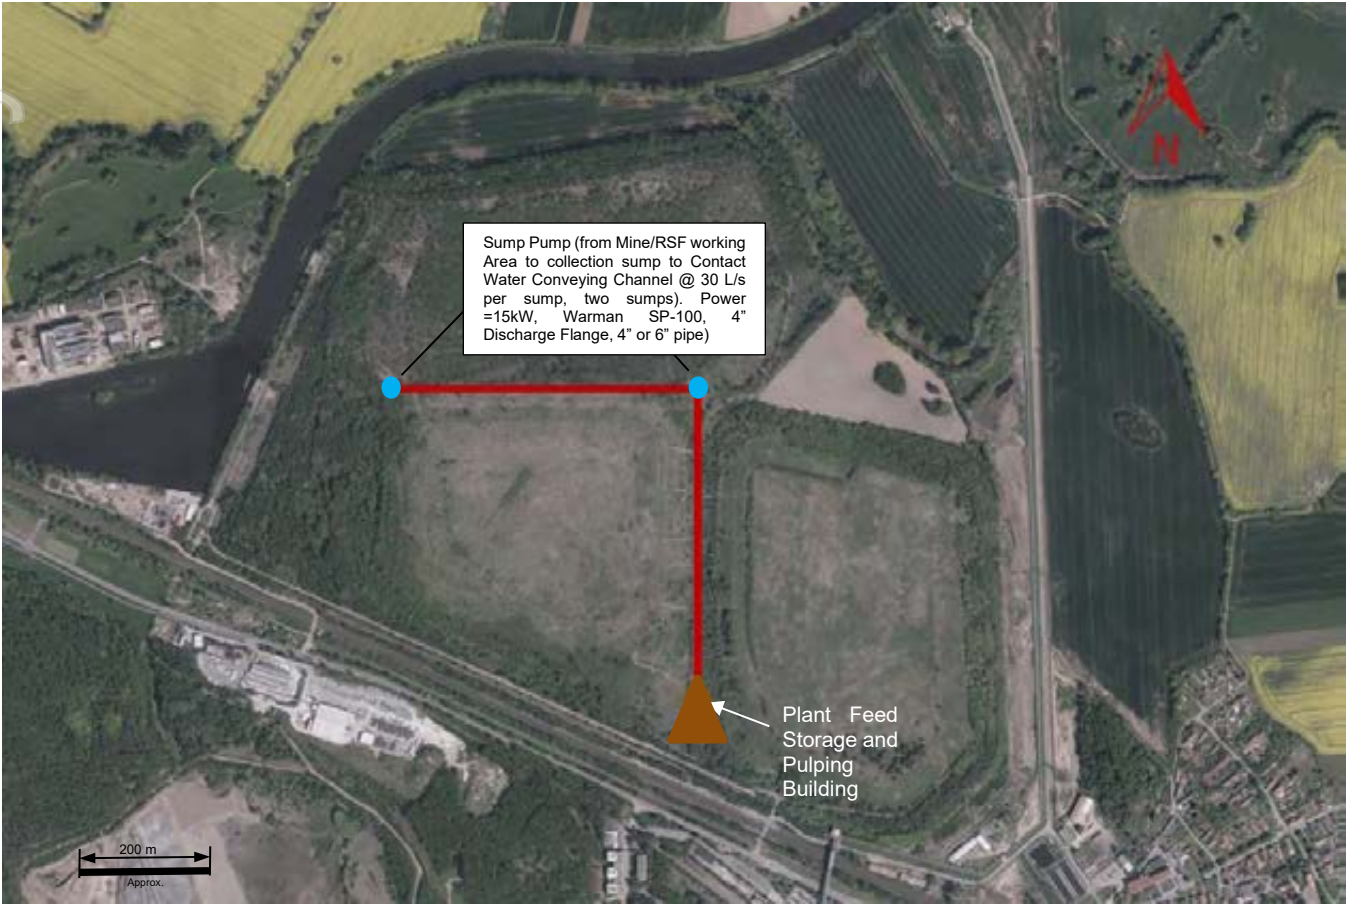 N
Sump Pump (from Mine/RSF working
Area to collection sump to Contact
Water Conveying Channel @ 30 L/s
per sump, two sumps). Power
=15kW, Warman SP-100, 4”
Discharge Flange, 4” or 6” pipe)
Plant Feed
Storage and
Pulping
Building
200 m
Approx.